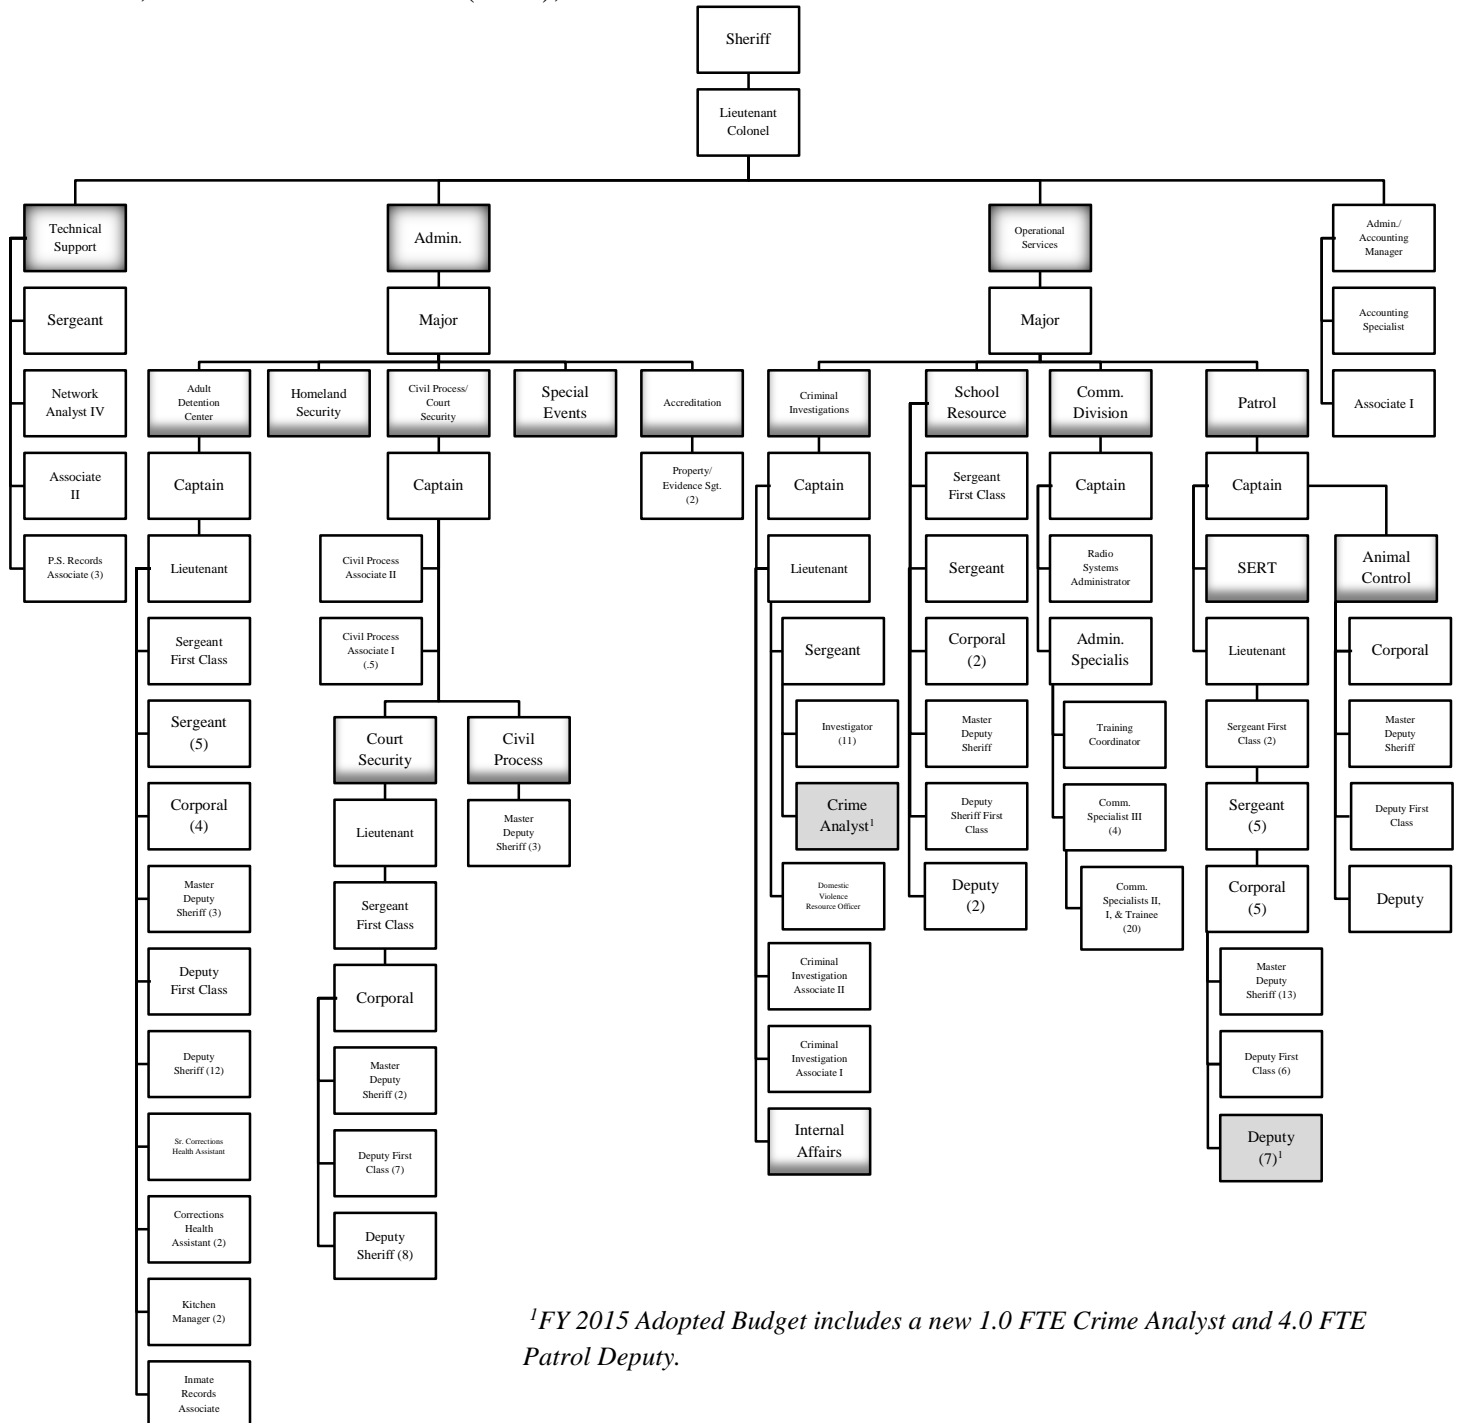 Sheriff
Lieutenant
Colonel
Technical
Support
Admin.
Operational
Services
Admin./
Accounting
Manager
Sergeant
Major
Major
Accounting
Specialist
Network
Analyst IV
Adult
Detention
Center
Homeland
Security
Civil Process/
Court
Security
Special
Events
Accreditation
Criminal
Investigations
School
Resource
Comm.
Division
Patrol
Associate I
Associate
II
Captain
Captain
Property/
Evidence Sgt.
(2)
Captain
Sergeant
First Class
Captain
Captain
P.S. Records
Associate (3)
Lieutenant
Civil Process
Associate II
Lieutenant
Sergeant
Radio
Systems
Administrator
SERT
Animal
Control
Sergeant
First Class
Civil Process
Associate I
(.5)
Sergeant
Corporal
(2)
Admin.
Specialis
Lieutenant
Corporal
Sergeant
(5)
Court
Security
Civil
Process
Investigator
(11)
Master
Deputy
Sheriff
Training
Coordinator
Sergeant First
Class (2)
Master
Deputy
Sheriff
Corporal
(4)
Lieutenant
Master
Deputy
Sheriff (3)
Crime
Analyst¹
Deputy
Sheriff First
Class
Comm.
Specialist III
(4)
Sergeant
(5)
Deputy First
Class
Master
Deputy
Sheriff (3)
Sergeant
First Class
Domestic
Violence
Resource Officer
Deputy
(2)
Comm.
Specialists II,
I, & Trainee
(20)
Corporal
(5)
Deputy
Deputy
First Class
Corporal
Criminal
Investigation
Associate II
Master
Deputy
Sheriff (13)
Deputy
Sheriff (12)
Master
Deputy
Sheriff (2)
Criminal
Investigation
Associate I
Deputy First
Class (6)
Sr. Corrections
Health Assistant
Deputy First
Class (7)
Internal
Affairs
Deputy
(7)¹
Corrections
Health
Assistant (2)
Deputy
Sheriff (8)
Kitchen
Manager (2)
Inmate
Records
Associate
¹FY 2015 Adopted Budget includes a new 1.0 FTE Crime Analyst and 4.0 FTE
Patrol Deputy.